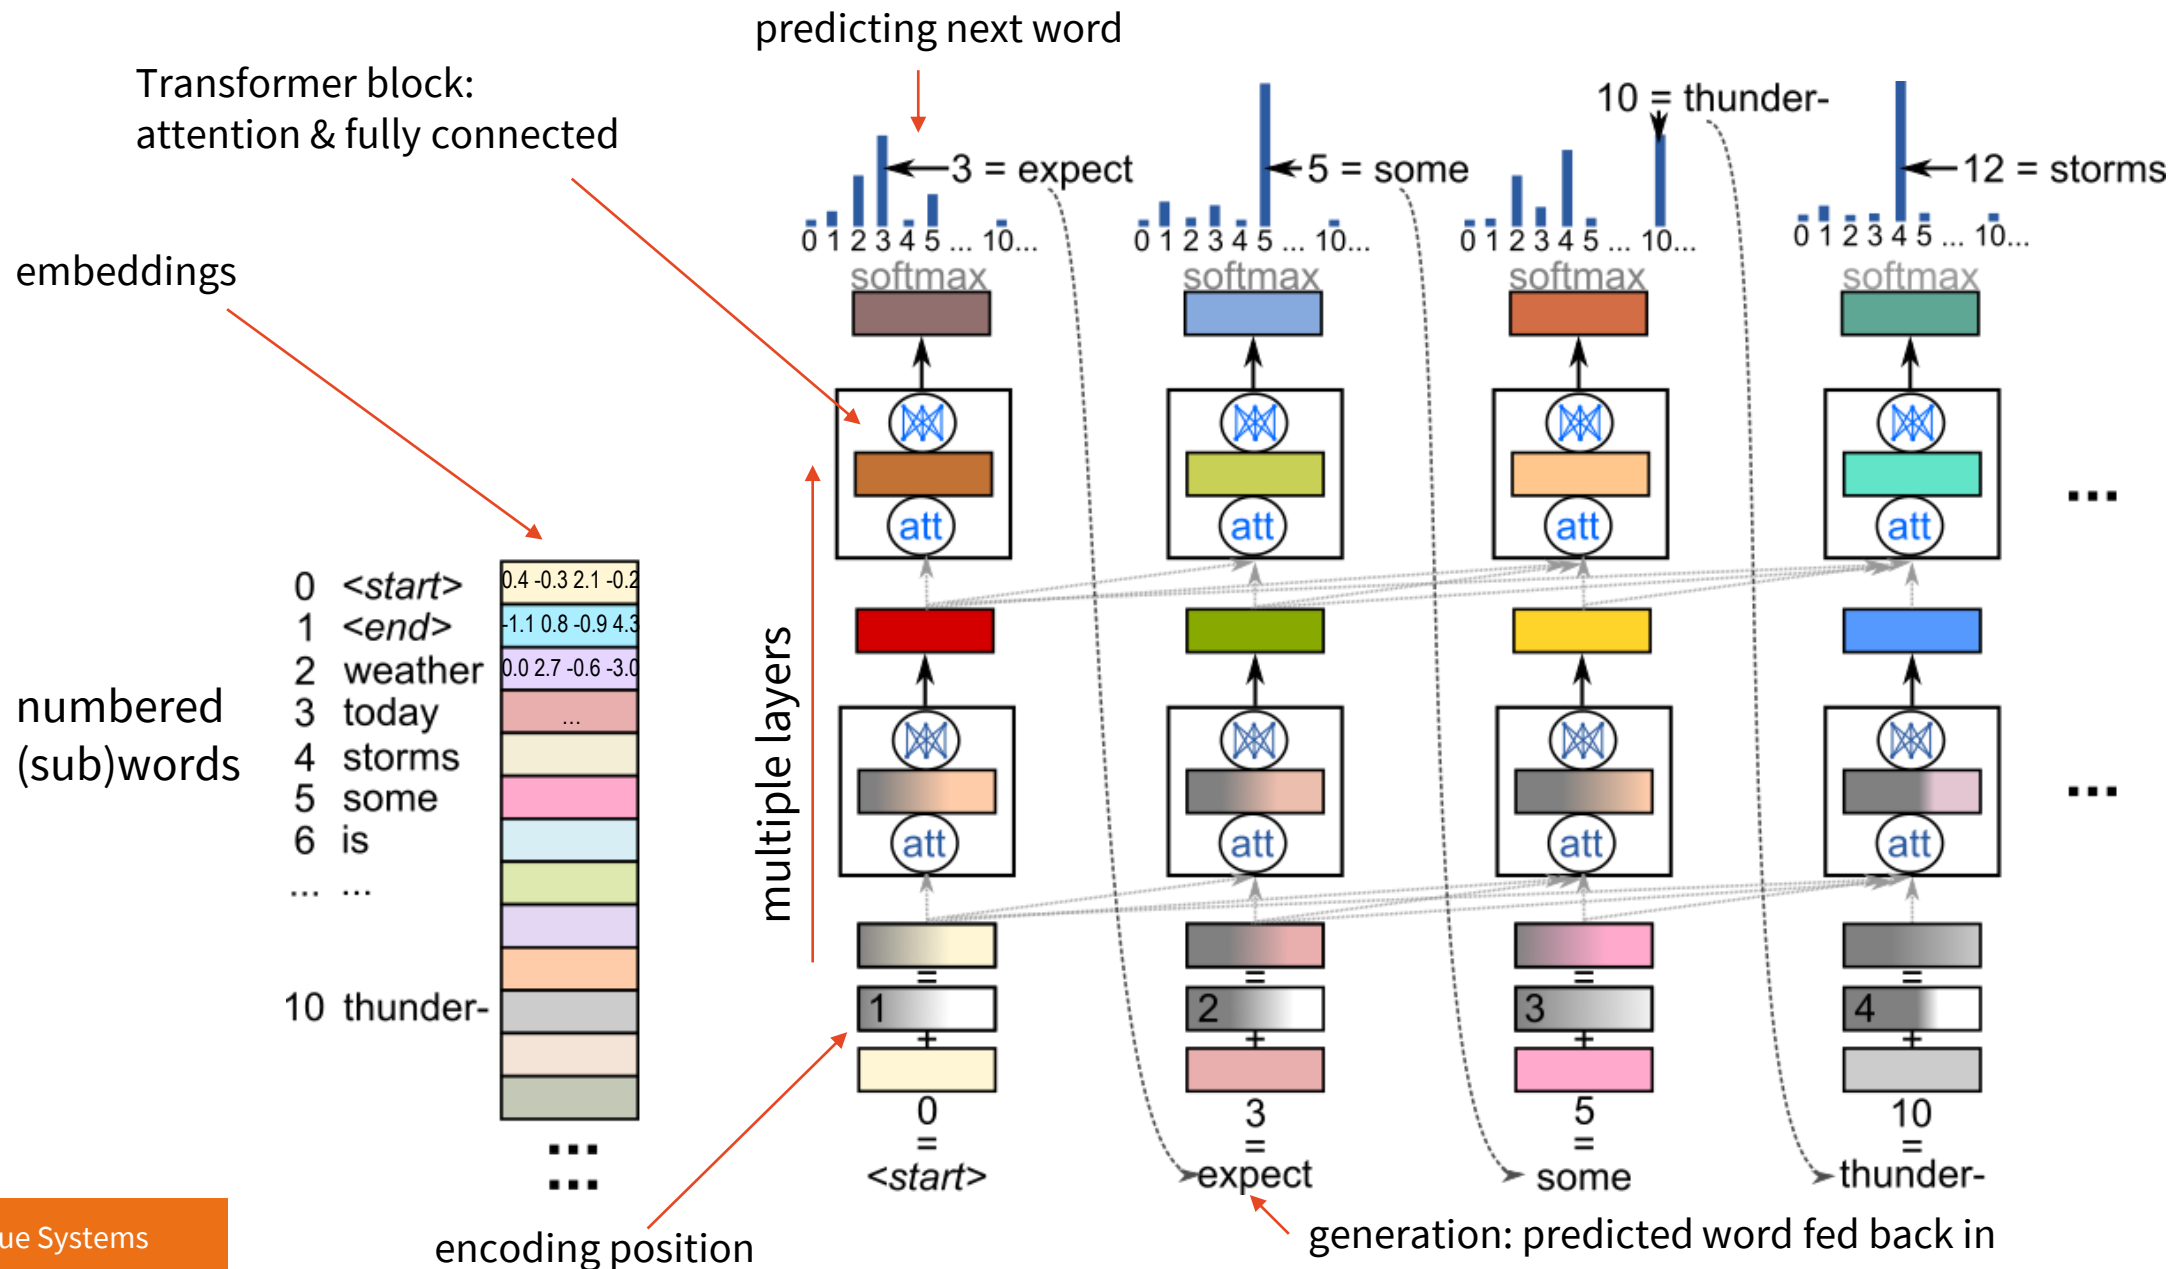 predicting next word
Transformer block:
attention & fully connected
embeddings
numbered
(sub)words
0 <start>
1 <end>
2 weather
3 today
4 storms
5 some
6 is
... ...
10 thunder-
0.4 -0.3 2.1 -0.2
-1.1 0.8 -0.9 4.3
0.0 2.7 -0.6 -3.0
...
...
...
multiple layers
encoding position
3 = expect
5 = some
10 = thunder-
12 = storms
0 1 2 3 4 5 ... 10...
0 1 2 3 4 5 ... 10...
0 1 2 3 4 5 ... 10...
0 1 2 3 4 5 ... 10...
softmax
softmax
softmax
softmax
att
att
att
att
...
att
att
att
att
...
=
=
=
=
1
2
3
4
+
+
+
+
0
3
5
10
=
=
=
=
<start>
expect
some
thunder-
generation: predicted word fed back in
ue Systems